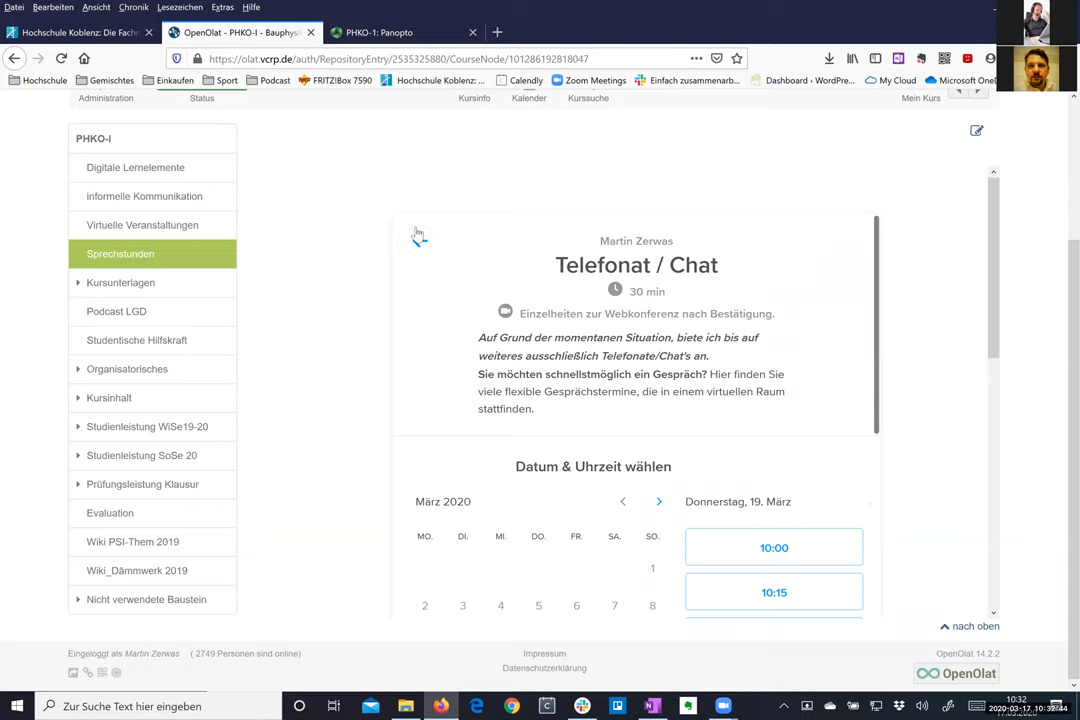 Datei Bearbeiten Ansicht Chronik Lesezeichen Extras Hilfe
Hochschule Koblenz: Die Fach
OpenOlat - PHKO-I - Bauphysi
PHKO-1: Panopto
https://olat.vcrp.de/auth/RepositoryEntry/2535325880/CourseNode/101286192818047
Hochschule Gemischtes Einkaufen Sport Podcast FRITZ!Box 7590 Hochschule Koblenz: ... Calendly Zoom Meetings Einfach zusammenarb... Dashboard ‹ WordPre... My Cloud Microsoft OneD
Administration Status Kursinfo Kalender Kurssuche Mein Kurs
PHKO-I
Digitale Lernelemente
informelle Kommunikation
Virtuelle Veranstaltungen
Sprechstunden
Kursunterlagen
Podcast LGD
Studentische Hilfskraft
Organisatorisches
Kursinhalt
Studienleistung WiSe19-20
Studienleistung SoSe 20
Prüfungsleistung Klausur
Evaluation
Wiki PSI-Them 2019
Wiki_Dämmwerk 2019
Nicht verwendete Baustein
Martin Zerwas
Telefonat / Chat
30 min
Einzelheiten zur Webkonferenz nach Bestätigung.
Auf Grund der momentanen Situation, biete ich bis auf
weiteres ausschließlich Telefonate/Chat's an.
Sie möchten schnellstmöglich ein Gespräch? Hier finden Sie
viele flexible Gesprächstermine, die in einem virtuellen Raum
stattfinden.
Datum & Uhrzeit wählen
März 2020
Donnerstag, 19. März
MO. DI. MI. DO. FR. SA. SO.
1
2 3 4 5 6 7 8
10:00
10:15
nach oben
Eingeloggt als Martin Zerwas ( 2749 Personen sind online)
Impressum
Datenschutzerklärung
OpenOlat 14.2.2
OpenOlat
Zur Suche Text hier eingeben
10:32
2020-03-17 10:32:44